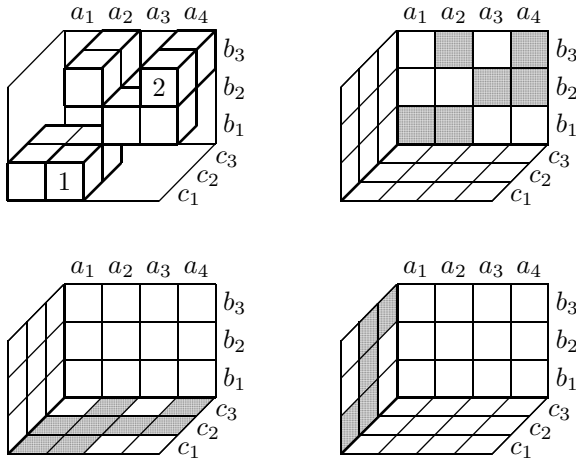 a₁ a₂ a₃ a₄
b₃
b₂
b₁
c₃
c₂
c₁
2
1
a₁ a₂ a₃ a₄
b₃
b₂
b₁
c₃
c₂
c₁
a₁ a₂ a₃ a₄
b₃
b₂
b₁
c₃
c₂
c₁
a₁ a₂ a₃ a₄
b₃
b₂
b₁
c₃
c₂
c₁